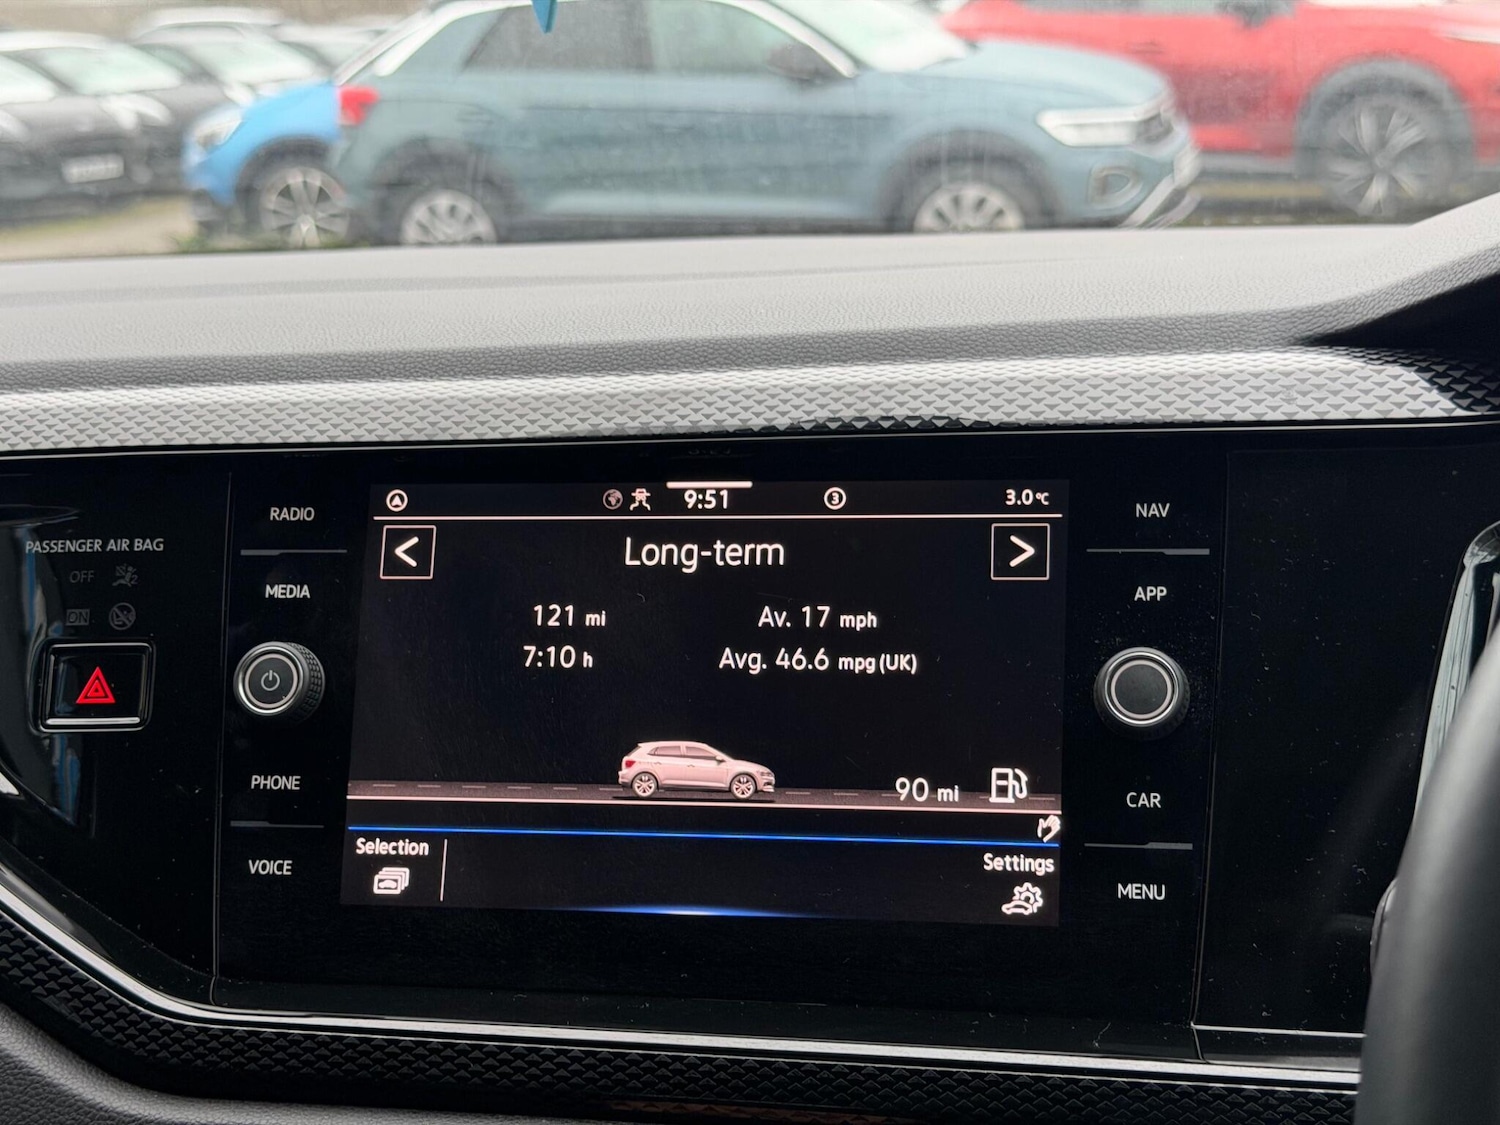 9:51
3
3.0°C
RADIO
NAV
Long-term
PASSENGER AIR BAG
OFF
MEDIA
APP
121 mi
Av. 17 mph
7:10 h
Avg. 46.6 mpg (UK)
PHONE
90 mi
CAR
Selection
Settings
VOICE
MENU